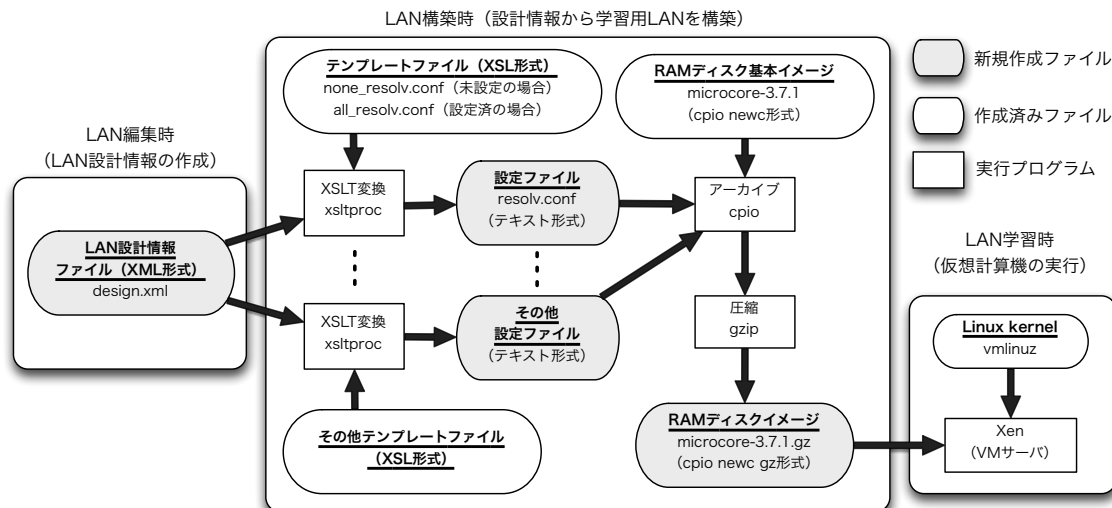 LAN構築時（設計情報から学習用LANを構築）
テンプレートファイル（XSL形式）
none_resolv.conf（未設定の場合）
all_resolv.conf（設定済の場合）
RAMディスク基本イメージ
microcore-3.7.1
（cpio newc形式）
新規作成ファイル
作成済みファイル
実行プログラム
LAN編集時
（LAN設計情報の作成）
LAN設計情報
ファイル（XML形式）
design.xml
XSLT変換
xsltproc
設定ファイル
resolv.conf
（テキスト形式）
アーカイブ
cpio
XSLT変換
xsltproc
その他
設定ファイル
（テキスト形式）
圧縮
gzip
その他テンプレートファイル
（XSL形式）
RAMディスクイメージ
microcore-3.7.1.gz
（cpio newc gz形式）
LAN学習時
（仮想計算機の実行）
Linux kernel
vmlinuz
Xen
（VMサーバ）